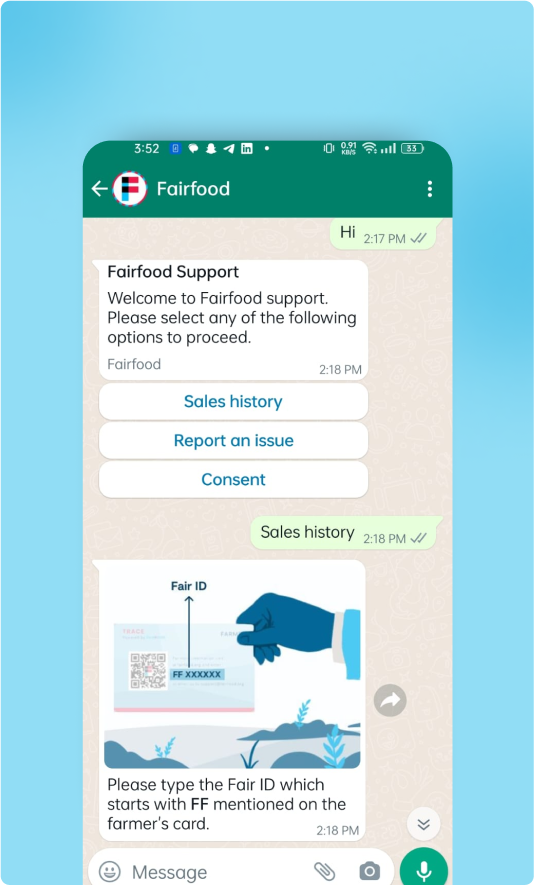 3:52 0.91 KB/S 33
Fairfood
Hi 2:17 PM
Fairfood Support
Welcome to Fairfood support.
Please select any of the following
options to proceed.
Fairfood 2:18 PM
Sales history
Report an issue
Consent
Sales history 2:18 PM
Fair ID
TRACE
FF XXXXXX
Please type the Fair ID which
starts with FF mentioned on the
farmer's card.
2:18 PM
Message